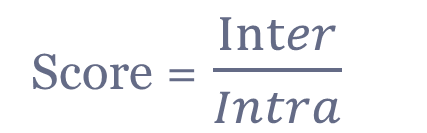 Score = Inter
Intra